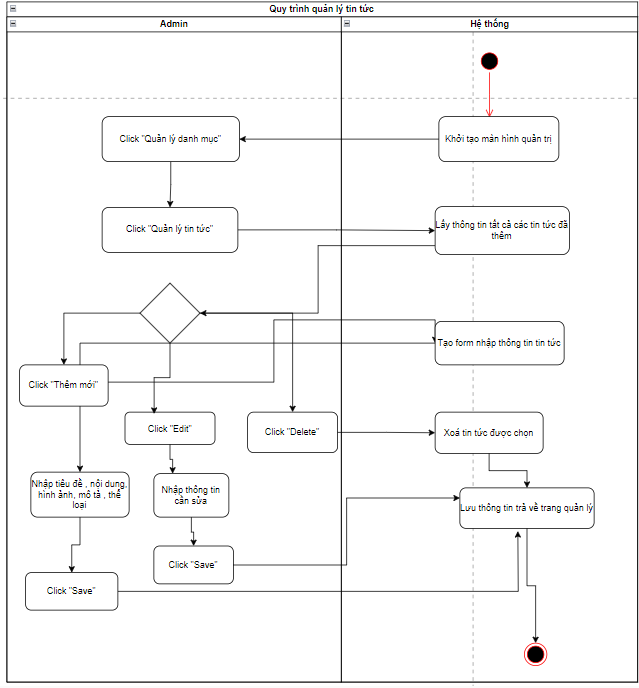 Quy trình quản lý tin tức
Admin
Hệ thống
Click "Quản lý danh mục"
Khởi tạo màn hình quản trị
Click "Quản lý tin tức"
Lấy thông tin tất cả các tin tức đã
thêm
Tạo form nhập thông tin tin tức
Click "Thêm mới"
Click "Edit"
Click "Delete"
Xoá tin tức được chọn
Nhập tiêu đề , nội dung,
hình ảnh, mô tả , thể
loại
Nhập thông tin
cần sửa
Lưu thông tin trả về trang quản lý
Click "Save"
Click "Save"